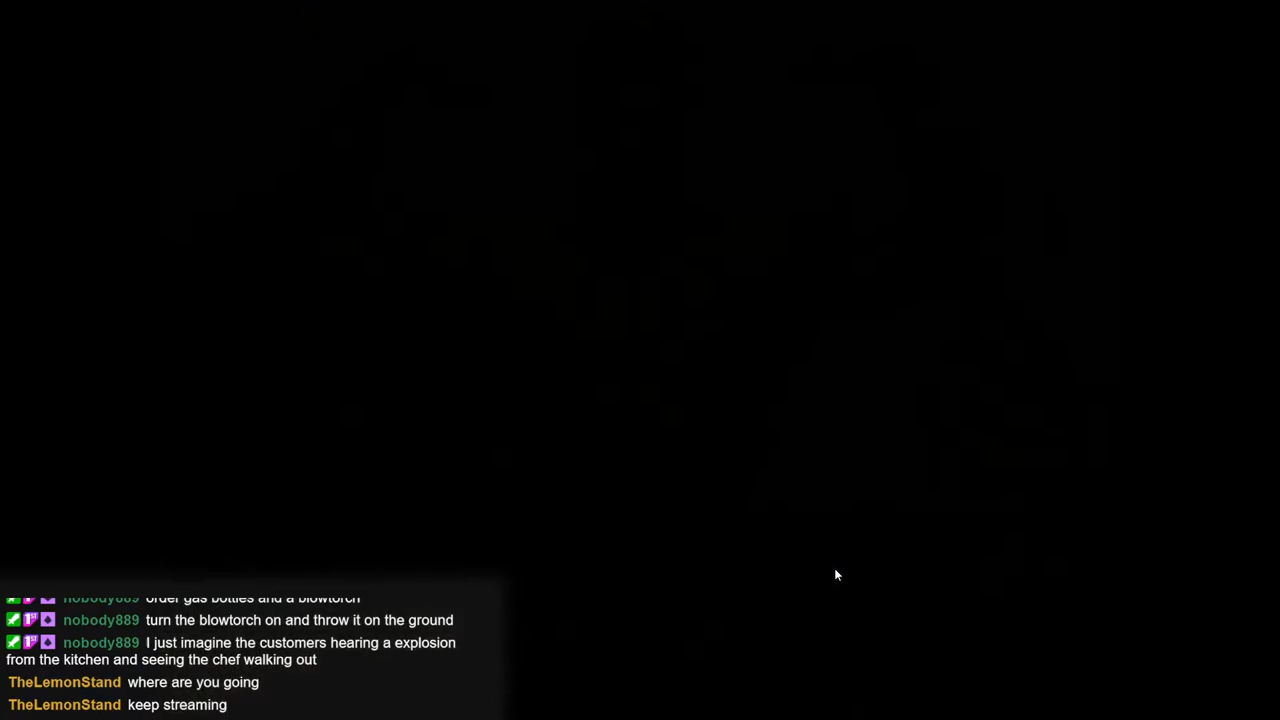 nobody889 order gas bottles and a blowtorch
nobody889 turn the blowtorch on and throw it on the ground
nobody889 I just imagine the customers hearing a explosion
from the kitchen and seeing the chef walking out
TheLemonStand where are you going
TheLemonStand keep streaming